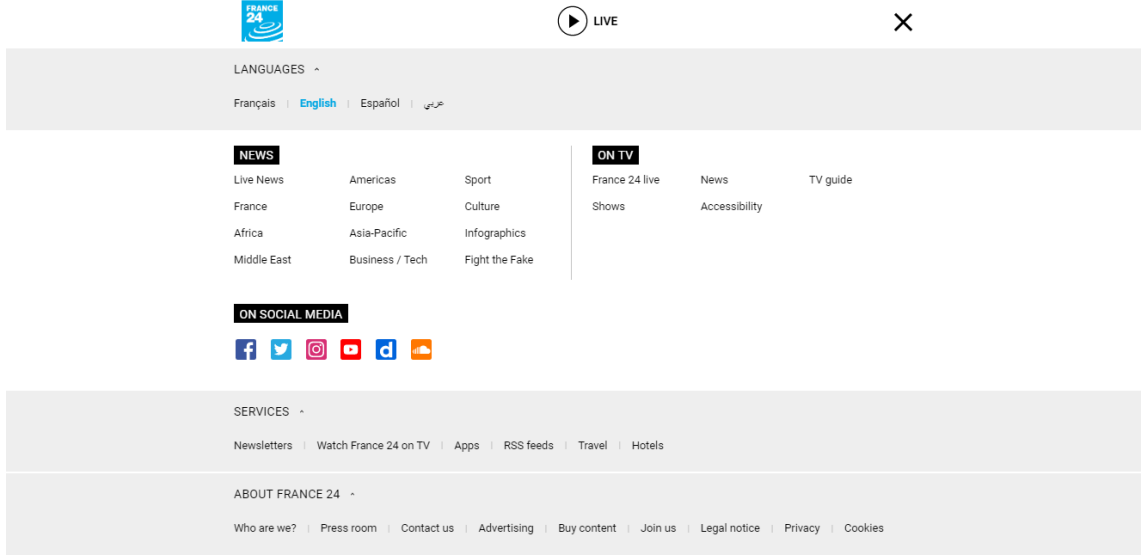 FRANCE
24
LIVE
LANGUAGES
Français
English
Español
عربي
NEWS
Live News
Americas
Sport
France
Europe
Culture
Africa
Asia-Pacific
Infographics
Middle East
Business / Tech
Fight the Fake
ON TV
France 24 live
News
TV guide
Shows
Accessibility
ON SOCIAL MEDIA
SERVICES
Newsletters
Watch France 24 on TV
Apps
RSS feeds
Travel
Hotels
ABOUT FRANCE 24
Who are we?
Press room
Contact us
Advertising
Buy content
Join us
Legal notice
Privacy
Cookies